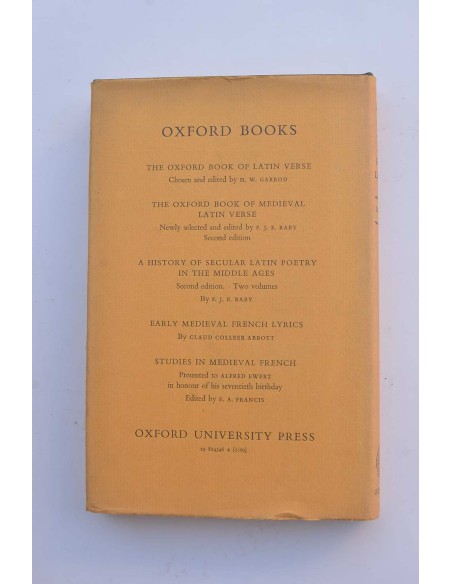 OXFORD BOOKS
THE OXFORD BOOK OF LATIN VERSE
Chosen and edited by H. W. GARROD
THE OXFORD BOOK OF MEDIEVAL
LATIN VERSE
Newly selected and edited by F. J. E. RABY
Second edition
A HISTORY OF SECULAR LATIN POETRY
IN THE MIDDLE AGES
Second edition. Two volumes
By F. J. E. RABY
EARLY MEDIEVAL FRENCH LYRICS
By CLAUD COLLEER ABBOTT
STUDIES IN MEDIEVAL FRENCH
Presented to ALFRED EWERT
in honour of his seventieth birthday
Edited by E. A. FRANCIS
OXFORD UNIVERSITY PRESS